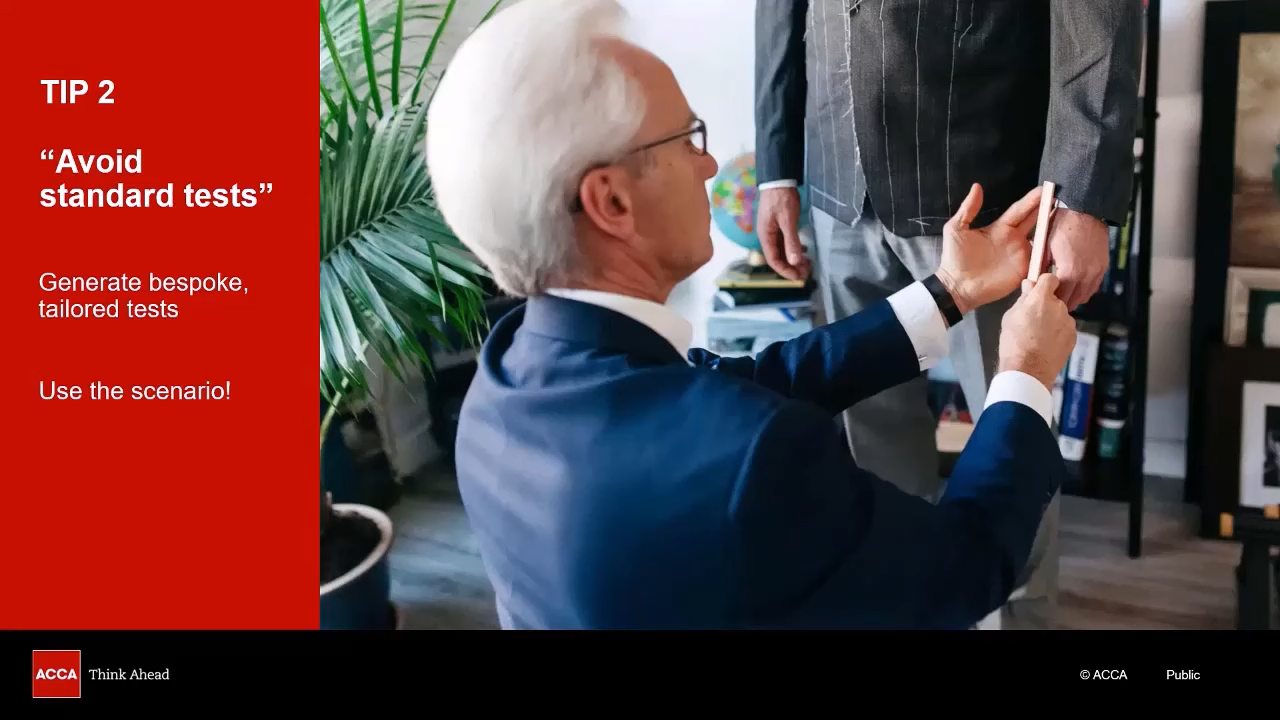 TIP 2
“Avoid
standard tests”
Generate bespoke,
tailored tests
Use the scenario!
ACCA
Think Ahead
© ACCA
Public